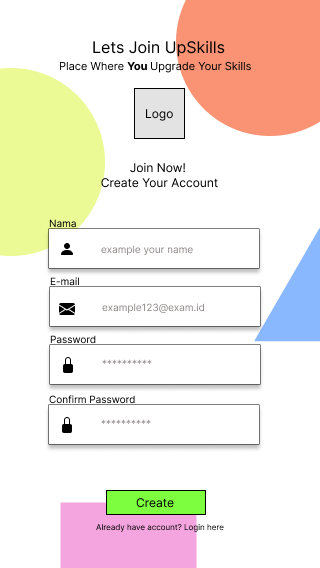 Lets Join UpSkills
Place Where You Upgrade Your Skills
Logo
Join Now!
Create Your Account
Nama
example your name
E-mail
example123@exam.id
Password
**********
Confirm Password
**********
Create
Already have account? Login here